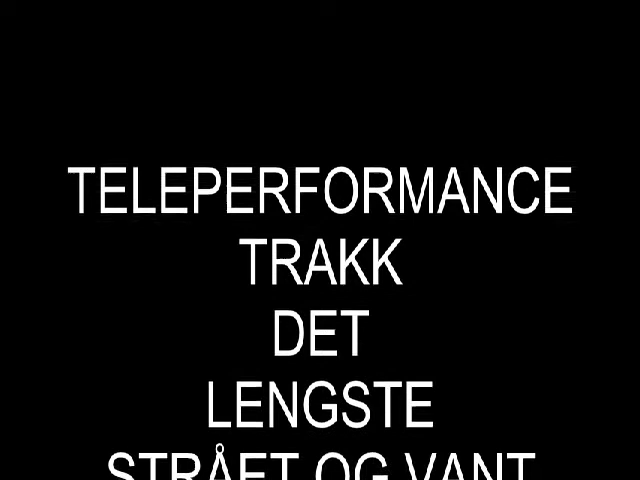 TELEPERFORMANCE
TRAKK
DET
LENGSTE
STRÅET OG VANT